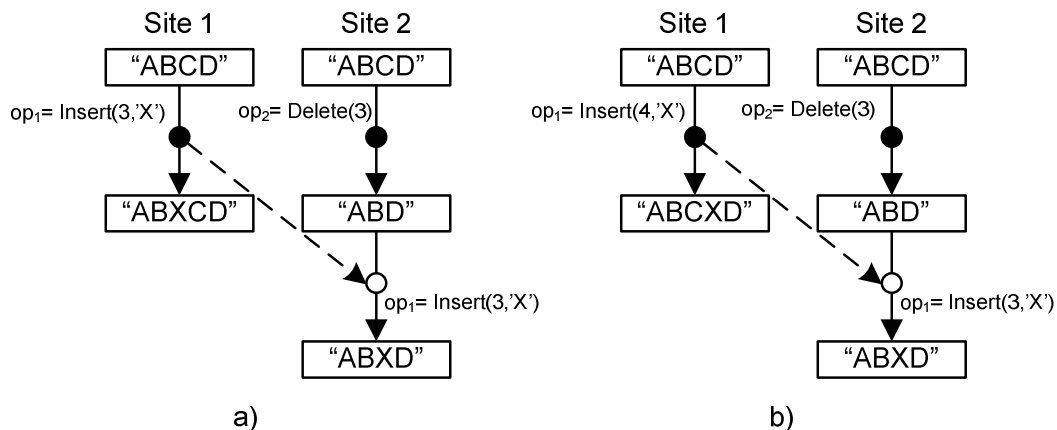 Site 1 Site 2
“ABCD” “ABCD”
op₁= Insert(3,’X’) op₂= Delete(3)
“ABXCD” “ABD”
op₁= Insert(3,’X’)
“ABXD”
a)
Site 1 Site 2
“ABCD” “ABCD”
op₁= Insert(4,’X’) op₂= Delete(3)
“ABCXD” “ABD”
op₁= Insert(3,’X’)
“ABXD”
b)